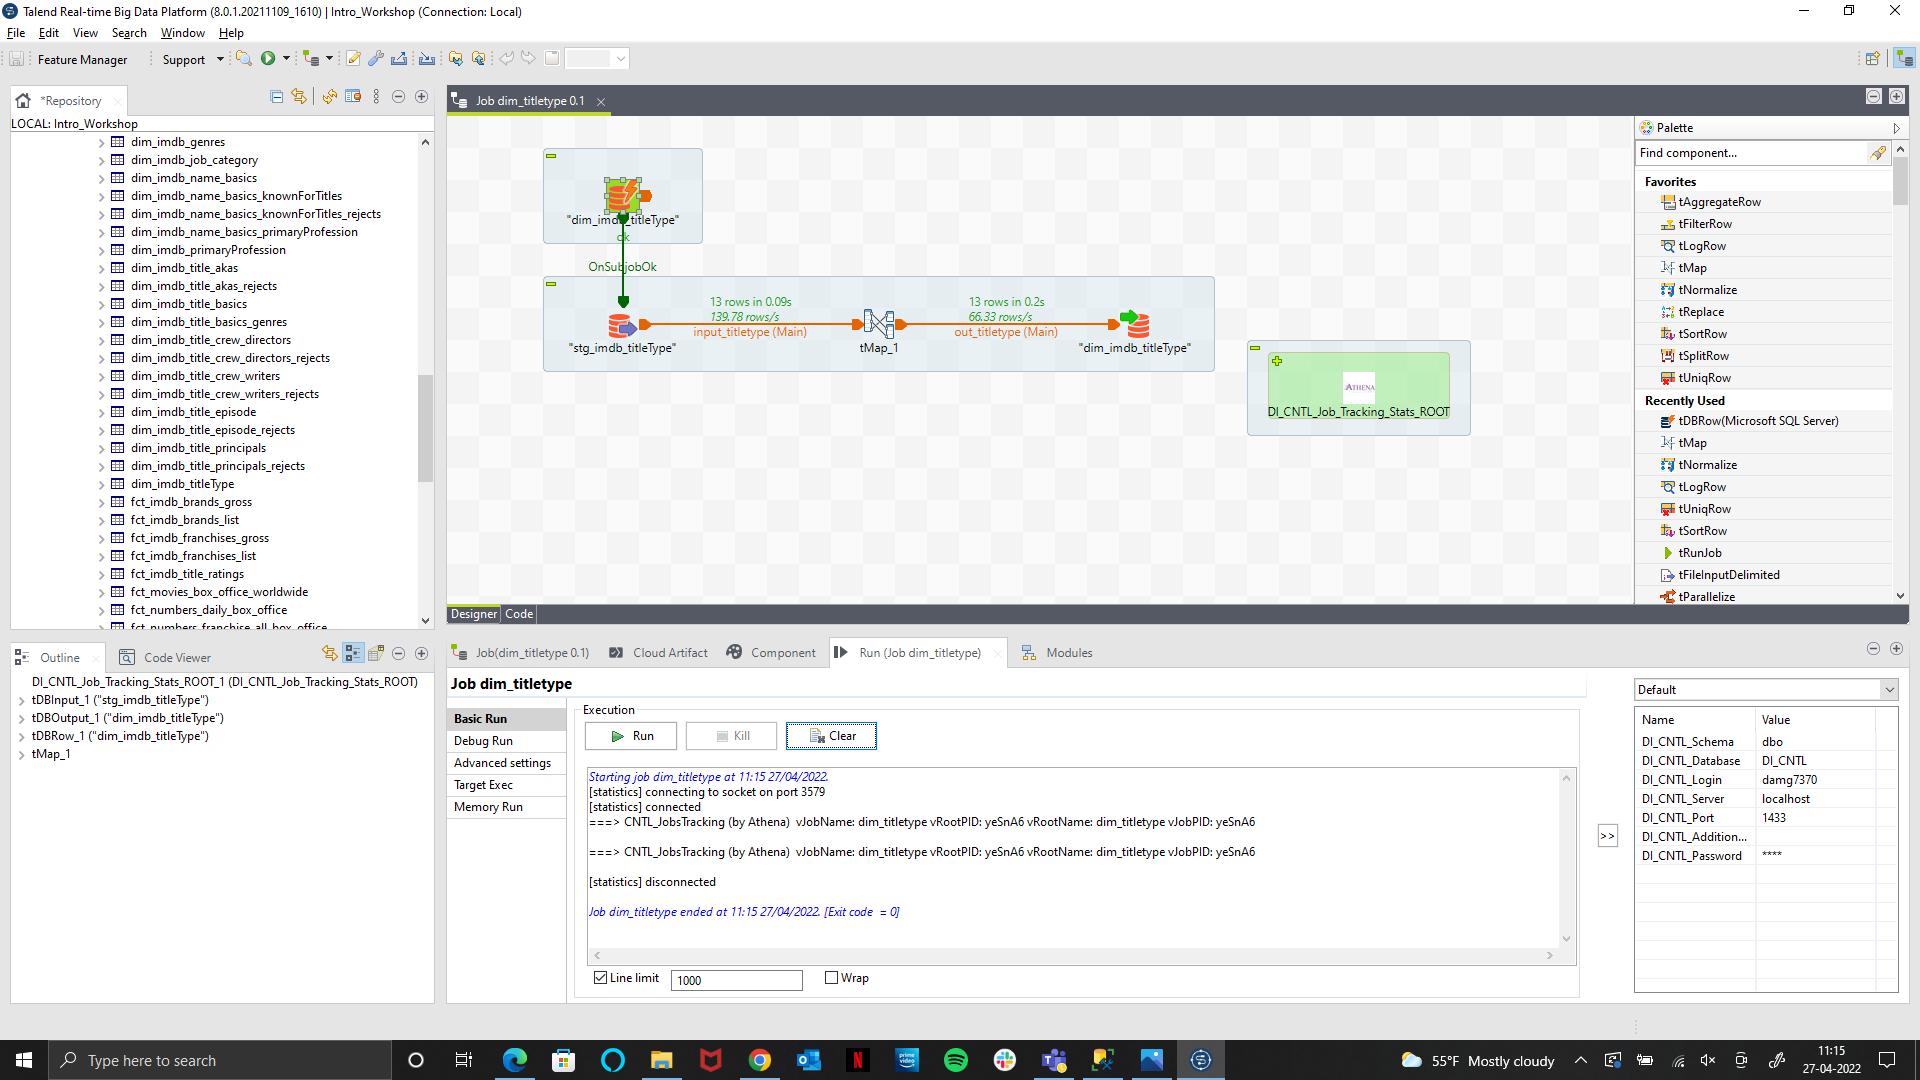 Talend Real-time Big Data Platform (8.0.1.20211109_1610) | Intro_Workshop (Connection: Local)
File Edit View Search Window Help
Feature Manager Support
*Repository
LOCAL: Intro_Workshop
dim_imdb_genres
dim_imdb_job_category
dim_imdb_name_basics
dim_imdb_name_basics_knownForTitles
dim_imdb_name_basics_knownForTitles_rejects
dim_imdb_name_basics_primaryProfession
dim_imdb_primaryProfession
dim_imdb_title_akas
dim_imdb_title_akas_rejects
dim_imdb_title_basics
dim_imdb_title_basics_genres
dim_imdb_title_crew_directors
dim_imdb_title_crew_directors_rejects
dim_imdb_title_crew_writers
dim_imdb_title_crew_writers_rejects
dim_imdb_title_episode
dim_imdb_title_episode_rejects
dim_imdb_title_principals
dim_imdb_title_principals_rejects
dim_imdb_titleType
fct_imdb_brands_gross
fct_imdb_brands_list
fct_imdb_franchises_gross
fct_imdb_franchises_list
fct_imdb_title_ratings
fct_movies_box_office_worldwide
fct_numbers_daily_box_office
fct_numbers_franchise_all_box_office
Job dim_titletype 0.1
"dim_imdb_titleType"
ok
OnSubjobOk
13 rows in 0.09s
139.78 rows/s
input_titletype (Main)
13 rows in 0.2s
66.33 rows/s
out_titletype (Main)
"stg_imdb_titleType"
tMap_1
"dim_imdb_titleType"
ATHENA
DI_CNTL_Job_Tracking_Stats_ROOT
Designer Code
Palette
Find component...
Favorites
tAggregateRow
tFilterRow
tLogRow
tMap
tNormalize
tReplace
tSortRow
tSplitRow
tUniqRow
Recently Used
tDBRow(Microsoft SQL Server)
tMap
tNormalize
tLogRow
tUniqRow
tSortRow
tRunJob
tFileInputDelimited
tParallelize
Outline Code Viewer
DI_CNTL_Job_Tracking_Stats_ROOT_1 (DI_CNTL_Job_Tracking_Stats_ROOT)
tDBInput_1 ("stg_imdb_titleType")
tDBOutput_1 ("dim_imdb_titleType")
tDBRow_1 ("dim_imdb_titleType")
tMap_1
Job(dim_titletype 0.1) Cloud Artifact Component Run (Job dim_titletype) Modules
Job dim_titletype
Basic Run
Debug Run
Advanced settings
Target Exec
Memory Run
Execution
Run Kill Clear
Starting job dim_titletype at 11:15 27/04/2022.
[statistics] connecting to socket on port 3579
[statistics] connected
===> CNTL_JobsTracking (by Athena)  vJobName: dim_titletype vRootPID: yeSnA6 vRootName: dim_titletype vJobPID: yeSnA6
===> CNTL_JobsTracking (by Athena)  vJobName: dim_titletype vRootPID: yeSnA6 vRootName: dim_titletype vJobPID: yeSnA6
[statistics] disconnected
Job dim_titletype ended at 11:15 27/04/2022. [Exit code  = 0]
Line limit 1000 Wrap
>>
Default
Name Value
DI_CNTL_Schema dbo
DI_CNTL_Database DI_CNTL
DI_CNTL_Login damg7370
DI_CNTL_Server localhost
DI_CNTL_Port 1433
DI_CNTL_Addition...
DI_CNTL_Password ****
Type here to search
prime video
55°F Mostly cloudy
11:15
27-04-2022